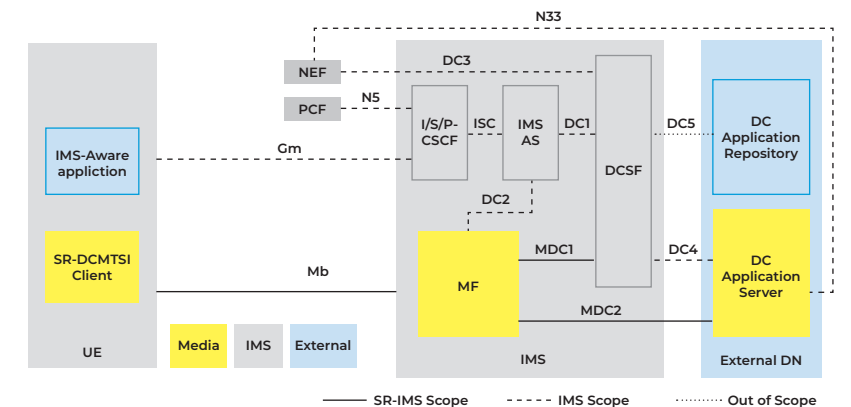 N33
NEF
DC3
PCF
N5
I/S/P-
CSCF
ISC
IMS
AS
DC1
DCSF
DC5
DC
Application
Repository
IMS-Aware
appliction
Gm
DC2
SR-DCMTSI
Client
Mb
MF
MDC1
DC4
DC
Application
Server
MDC2
Media
IMS
External
UE
IMS
External DN
SR-IMS Scope
IMS Scope
Out of Scope